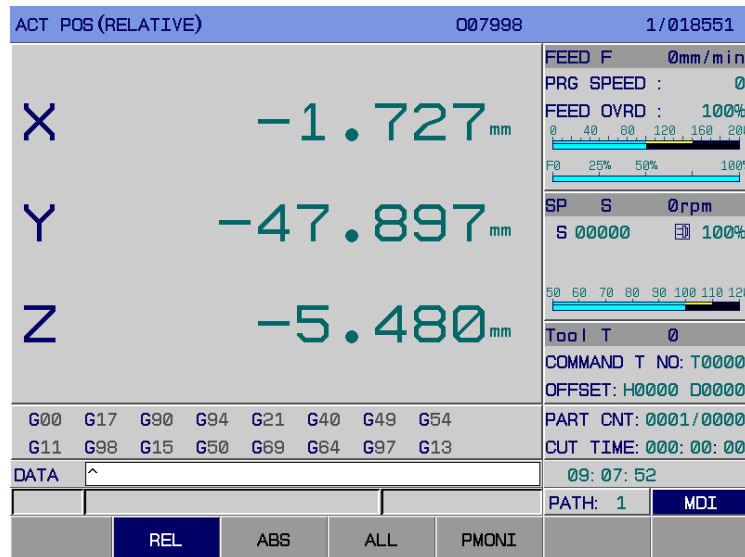 ACT POS(RELATIVE) O07998 1/018551
X -1.727 mm
Y -47.897 mm
Z -5.480 mm
FEED F 0mm/min
PRG SPEED : 0
FEED OVRD : 100%
0 40 80 120 160 200
F0 25% 50% 100%
SP S 0rpm
S 00000 100%
50 60 70 80 90 100 110 120
Tool T 0
COMMAND T NO: T0000
OFFSET: H0000 D0000
G00 G17 G90 G94 G21 G40 G49 G54
G11 G98 G15 G50 G69 G64 G97 G13
PART CNT: 0001/0000
CUT TIME: 000:00:00
DATA ^
09:07:52
PATH: 1 MDI
REL ABS ALL PMONI